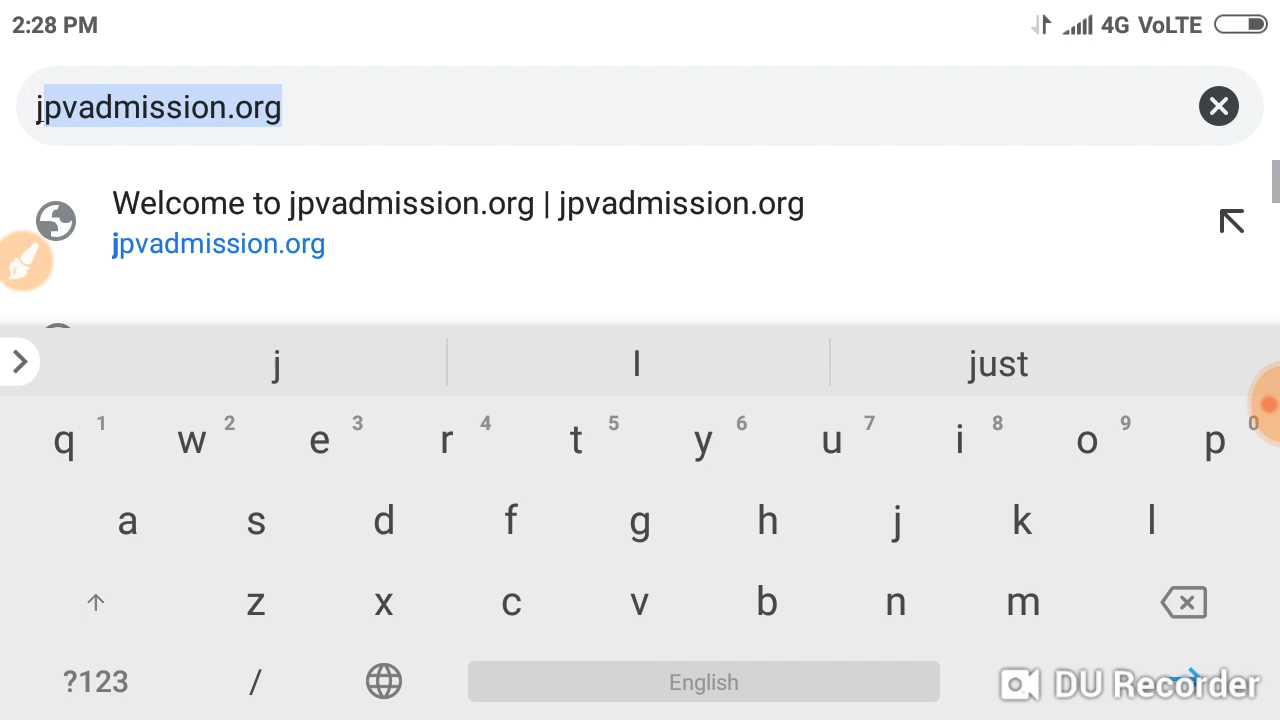 2:28 PM 4G VoLTE
jpvadmission.org
Welcome to jpvadmission.org | jpvadmission.org
jpvadmission.org
j I just
q 1 w 2 e 3 r 4 t 5 y 6 u 7 i 8 o 9 p 0
a s d f g h j k l
z x c v b n m
?123 / English DU Recorder